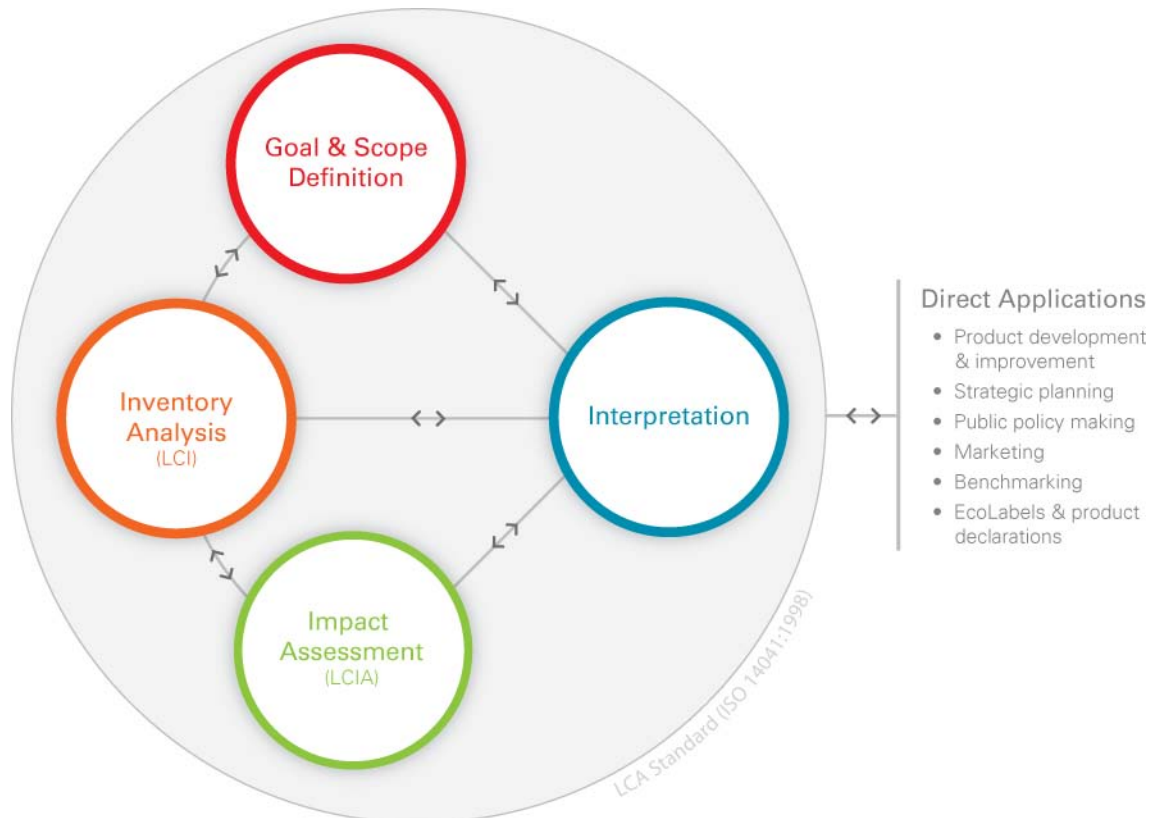 Goal & Scope
Definition
Inventory
Analysis
(LCI)
Interpretation
Impact
Assessment
(LCIA)
Direct Applications
• Product development
& improvement
• Strategic planning
• Public policy making
• Marketing
• Benchmarking
• EcoLabels & product
declarations
LCA Standard (ISO 14041:1998)